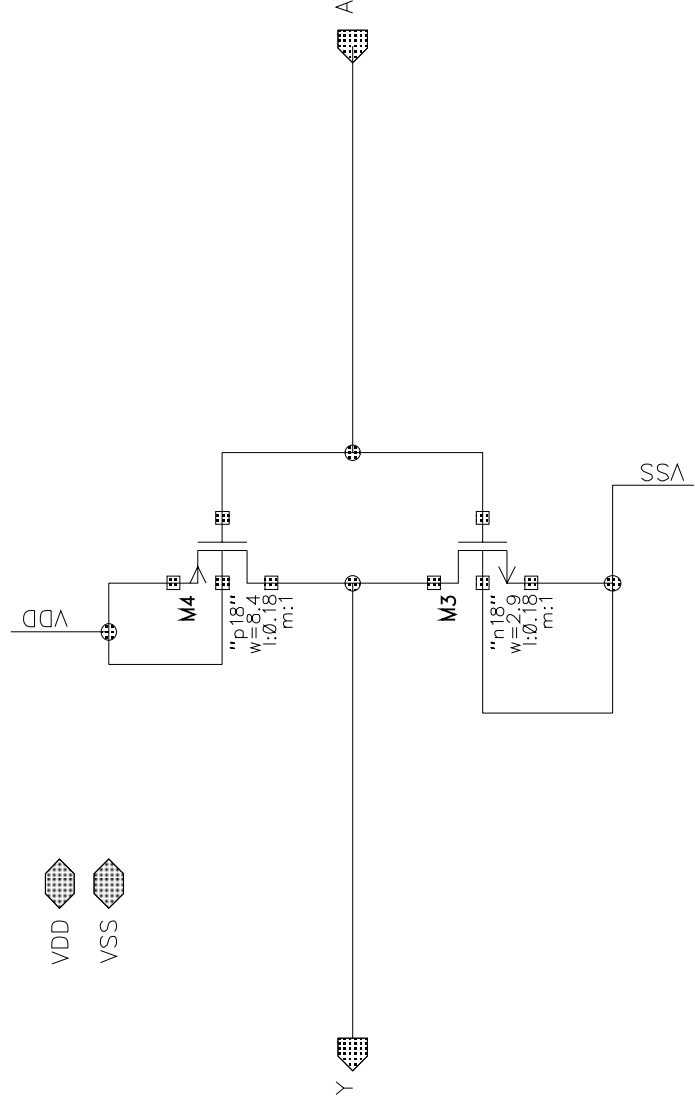 A
VDD
M4
"p18"
w=8.4
l:0.18
m:1
M3
"n18"
w=2.9
l:0.18
m:1
VSS
VDD
VSS
Y